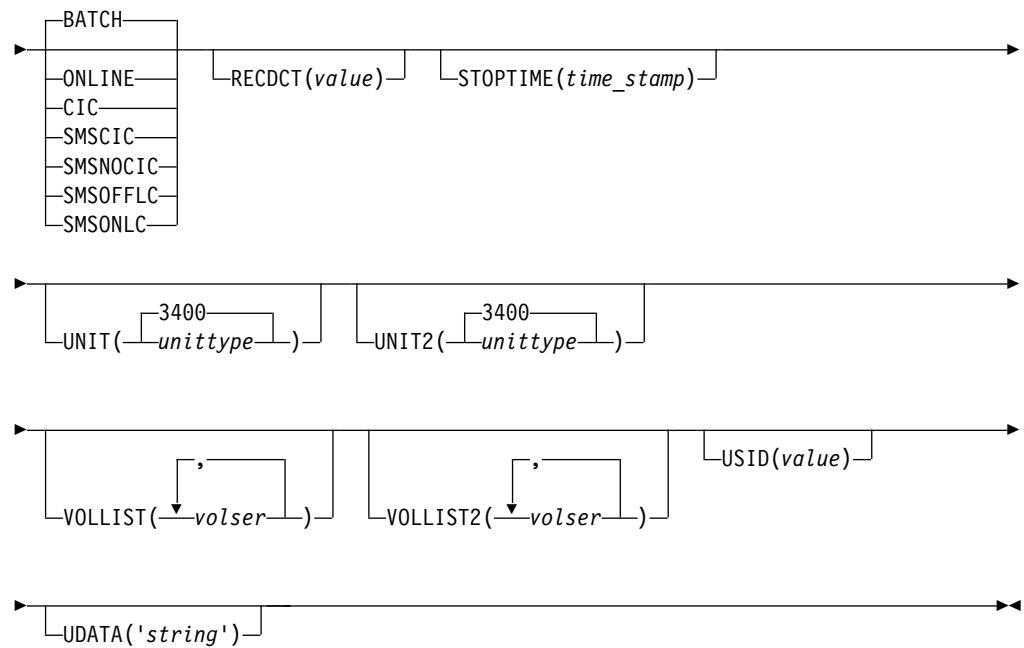 BATCH
ONLINE RECDCT(value) STOPTIME(time_stamp)
CIC
SMSCIC
SMSNOCIC
SMSOFFLC
SMSONLC
3400 3400
UNIT( unittype ) UNIT2( unittype )
, , USID(value)
VOLLIST( volser ) VOLLIST2( volser )
UDATA('string')